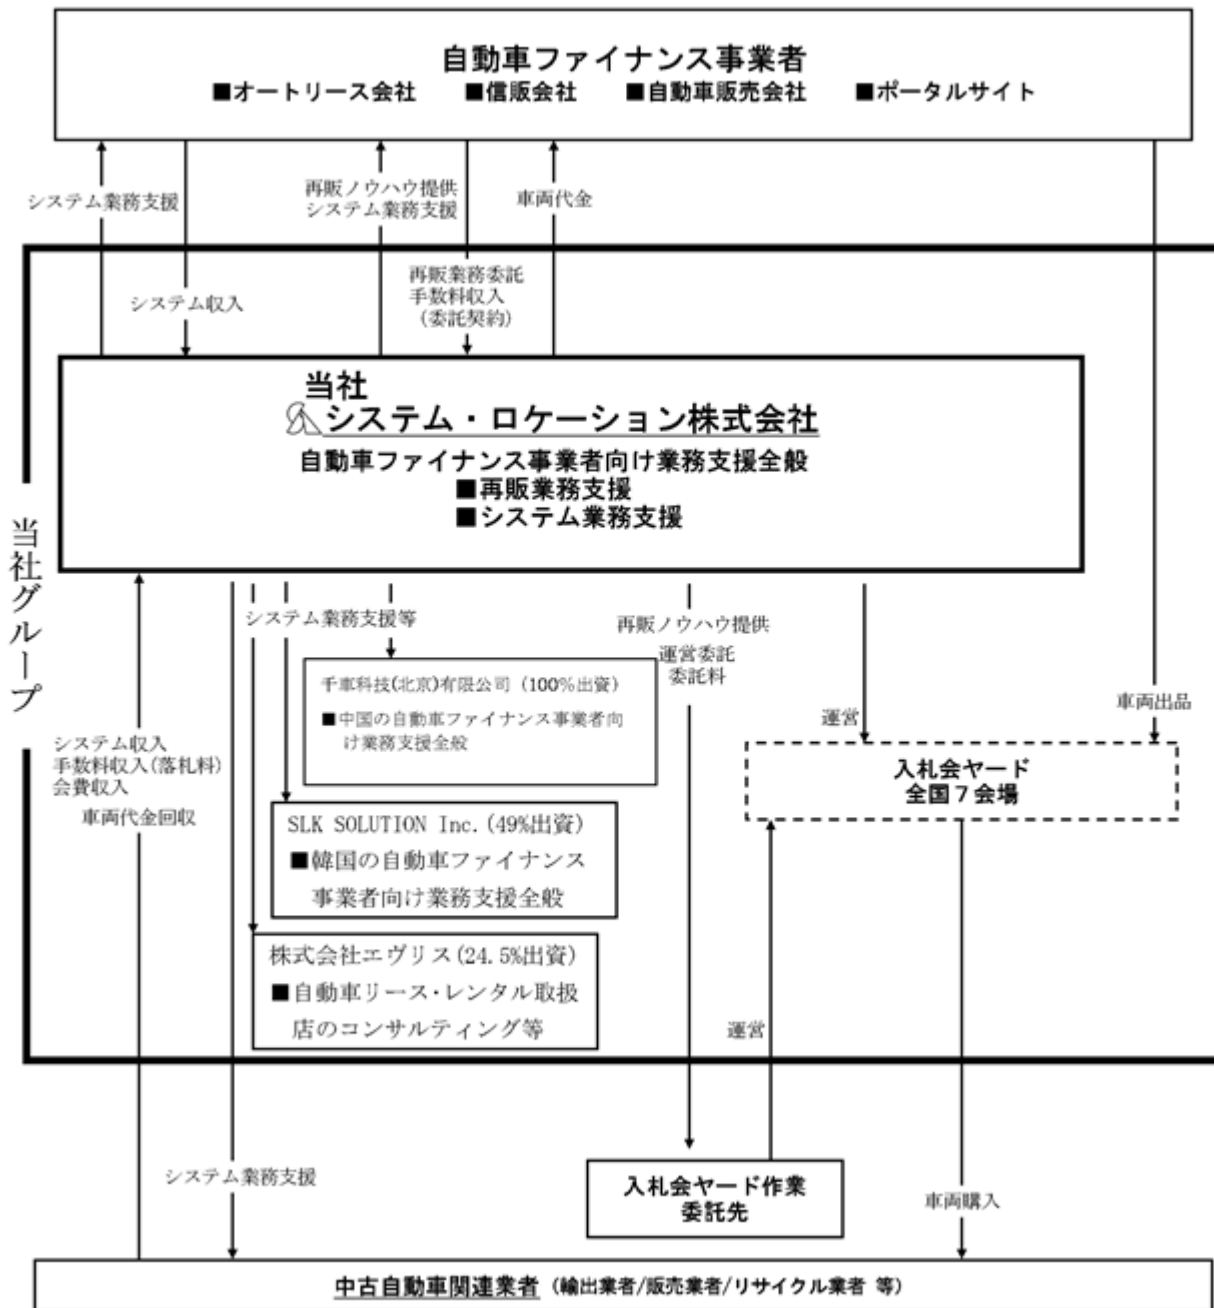 自動車ファイナンス事業者
■オートリース会社 ■信販会社 ■自動車販売会社 ■ポータルサイト
システム業務支援
再販ノウハウ提供
システム業務支援
車両代金
システム収入
再販業務委託
手数料収入
(委託契約)
当社グループ
当社
システム・ロケーション株式会社
自動車ファイナンス事業者向け業務支援全般
■再販業務支援
■システム業務支援
システム業務支援等
再販ノウハウ提供
運営委託
委託料
運営
車両出品
千車科技(北京)有限公司 (100%出資)
■中国の自動車ファイナンス事業者向
け業務支援全般
システム収入
手数料収入(落札料)
会費収入
車両代金回収
入札会ヤード
全国7会場
SLK SOLUTION Inc.(49%出資)
■韓国の自動車ファイナンス
事業者向け業務支援全般
株式会社エヴリス(24.5%出資)
■自動車リース・レンタル取扱
店のコンサルティング等
運営
システム業務支援
入札会ヤード作業
委託先
車両購入
中古自動車関連業者 (輸出業者/販売業者/リサイクル業者 等)